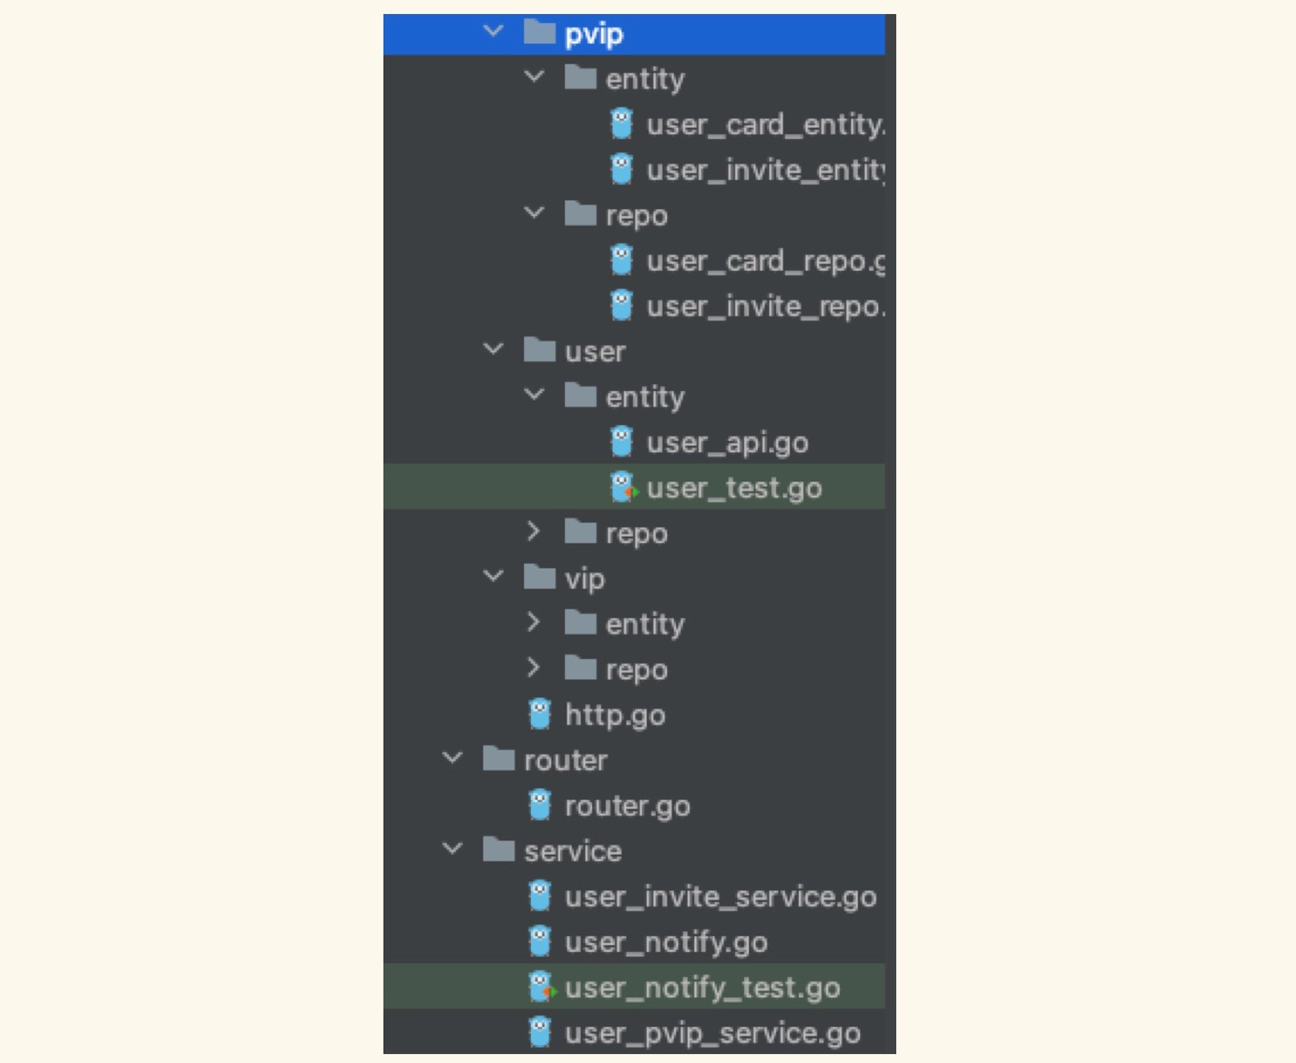 pvip
entity
user_card_entity.
user_invite_entity
repo
user_card_repo.g
user_invite_repo.
user
entity
user_api.go
user_test.go
repo
vip
entity
repo
http.go
router
router.go
service
user_invite_service.go
user_notify.go
user_notify_test.go
user_pvip_service.go